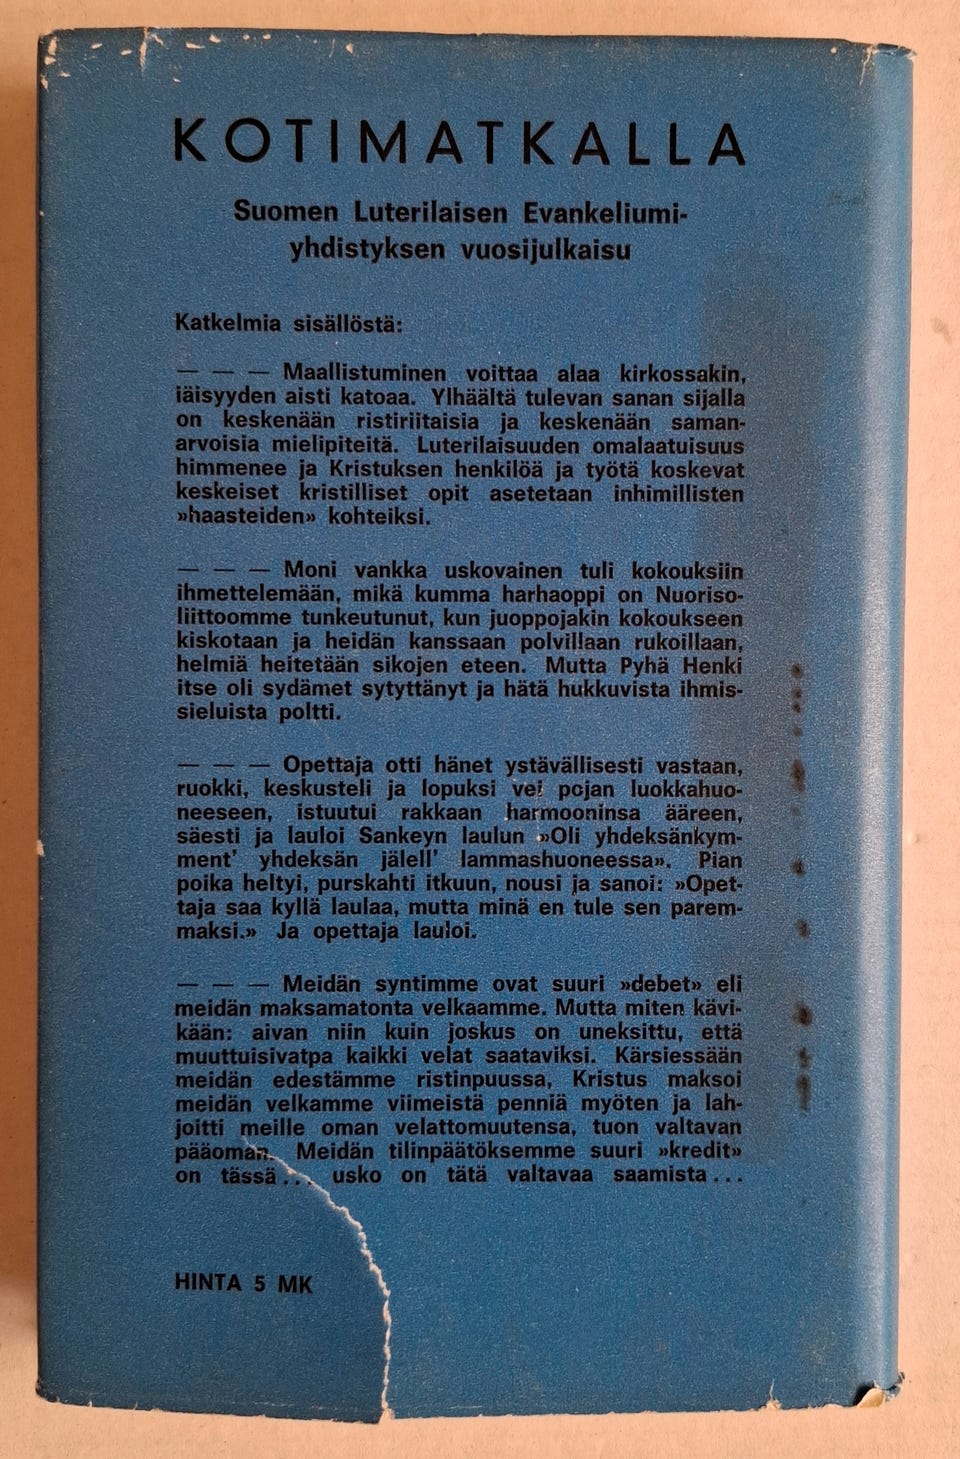 KOTIMATKALLA
Suomen Luterilaisen Evankeliumi-
yhdistyksen vuosijulkaisu
Katkelmia sisällöstä:
— — — Maallistuminen voittaa alaa kirkossakin,
iäisyyden aisti katoaa. Ylhäältä tulevan sanan sijalla
on keskenään ristiriitaisia ja keskenään saman-
arvoisia mielipiteitä. Luterilaisuuden omalaatuisuus
himmenee ja Kristuksen henkilöä ja työtä koskevat
keskeiset kristilliset opit asetetaan inhimillisten
»haasteiden» kohteiksi.
— — — Moni vankka uskovainen tuli kokouksiin
ihmettelemään, mikä kumma harhaoppi on Nuoriso-
liittoomme tunkeutunut, kun juoppojakin kokoukseen
kiskotaan ja heidän kanssaan polvillaan rukoillaan,
helmiä heitetään sikojen eteen. Mutta Pyhä Henki
itse oli sydämet sytyttänyt ja hätä hukkuvista ihmis-
sieluista poltti.
— — — Opettaja otti hänet ystävällisesti vastaan,
ruokki, keskusteli ja lopuksi vei pojan luokkahuo-
neeseen, istuutui rakkaan harmooninsa ääreen,
säesti ja lauloi Sankeyn laulun »Oli yhdeksänkym-
ment' yhdeksän jälell' lammashuoneessa». Pian
poika heltyi, purskahti itkuun, nousi ja sanoi: »Opet-
taja saa kyllä laulaa, mutta minä en tule sen parem-
maksi.» Ja opettaja lauloi.
— — — Meidän syntimme ovat suuri »debet» eli
meidän maksamatonta velkaamme. Mutta miten kävi-
kään: aivan niin kuin joskus on uneksittu, että
muuttuisivatpa kaikki velat saataviksi. Kärsiessään
meidän edestämme ristinpuussa, Kristus maksoi
meidän velkamme viimeistä penniä myöten ja lah-
joitti meille oman velattomuutensa, tuon valtavan
pääoman. Meidän tilinpäätöksemme suuri »kredit»
on tässä ... usko on tätä valtavaa saamista ...
HINTA 5 MK